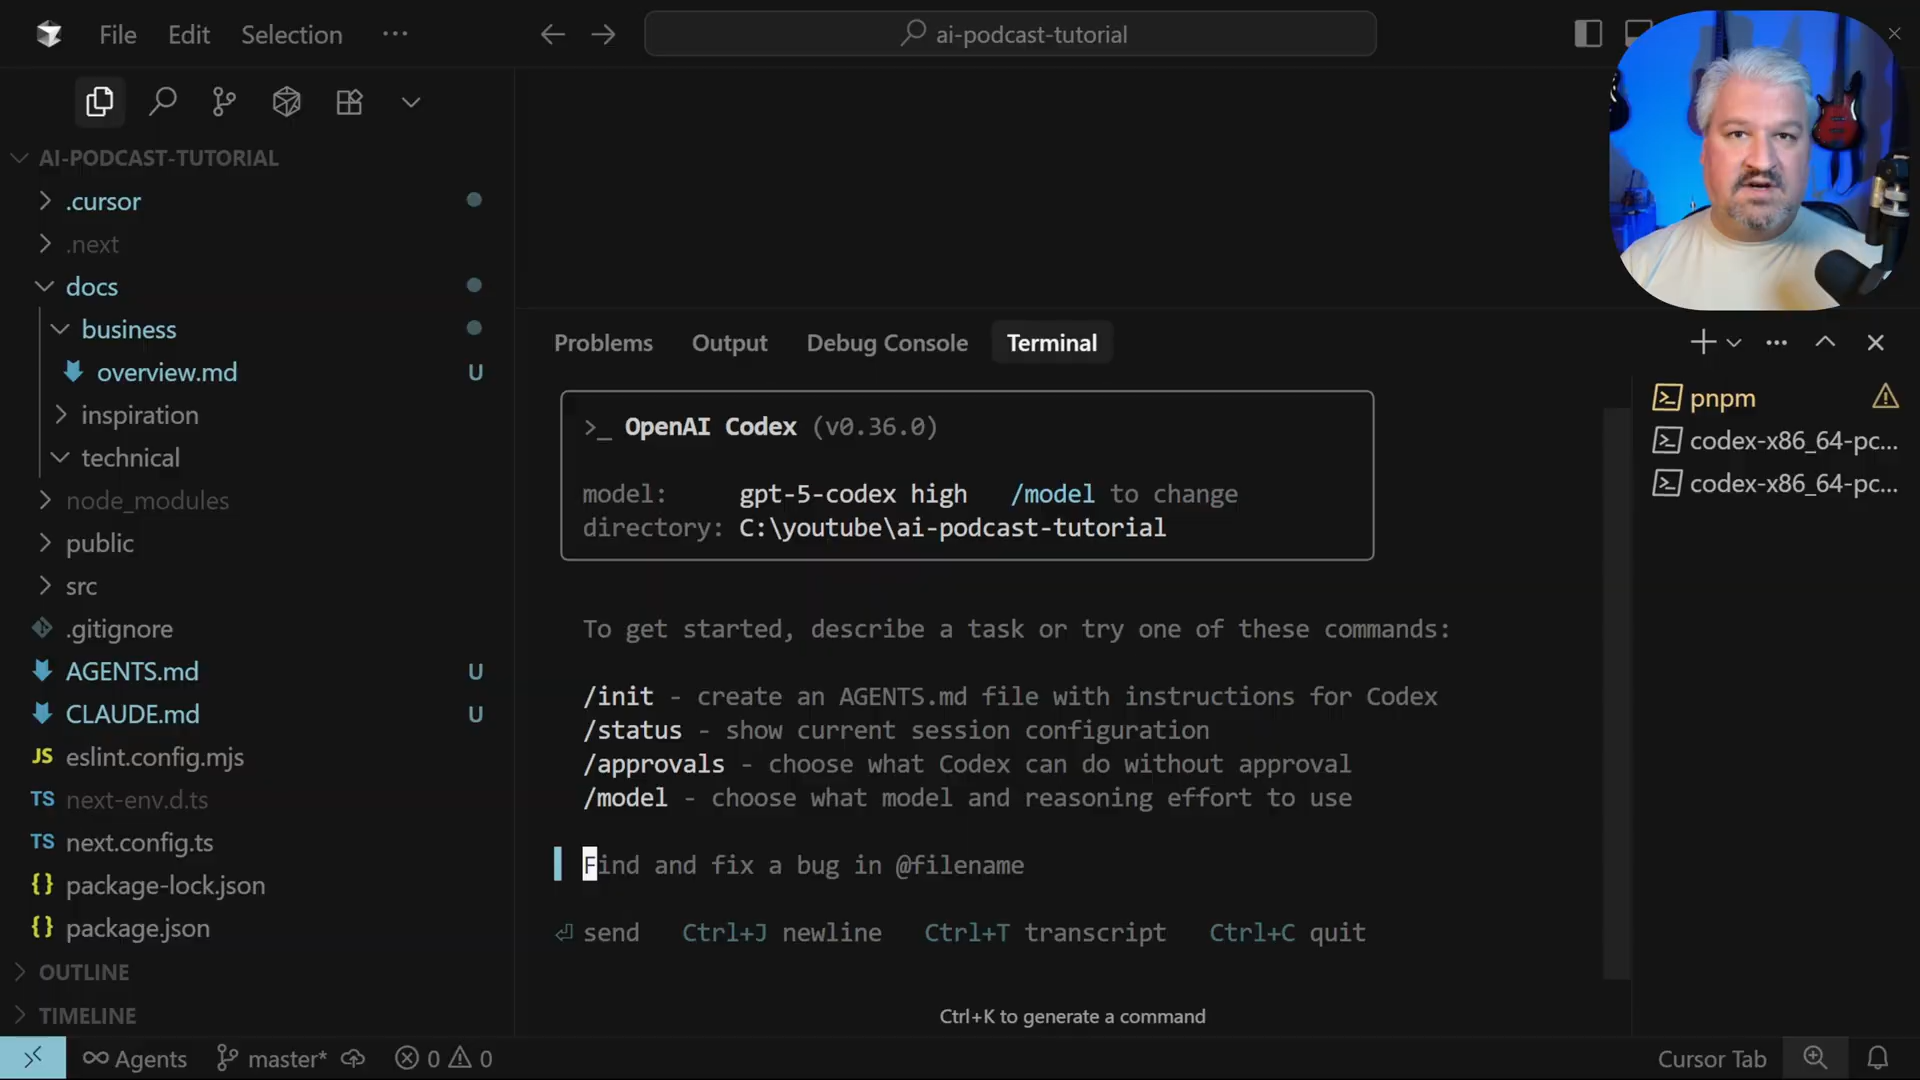 File Edit Selection ···
ai-podcast-tutorial
AI-PODCAST-TUTORIAL
.cursor
.next
docs
business
overview.md U
inspiration
technical
node_modules
public
src
.gitignore
AGENTS.md U
CLAUDE.md U
JS eslint.config.mjs
TS next-env.d.ts
TS next.config.ts
{} package-lock.json
{} package.json
OUTLINE
TIMELINE
Problems Output Debug Console Terminal
>_ OpenAI Codex (v0.36.0)
model: gpt-5-codex high /model to change
directory: C:\youtube\ai-podcast-tutorial
To get started, describe a task or try one of these commands:
/init - create an AGENTS.md file with instructions for Codex
/status - show current session configuration
/approvals - choose what Codex can do without approval
/model - choose what model and reasoning effort to use
Find and fix a bug in @filename
⏎ send Ctrl+J newline Ctrl+T transcript Ctrl+C quit
Ctrl+K to generate a command
pnpm
codex-x86_64-pc...
codex-x86_64-pc...
Agents master* 0 0
Cursor Tab